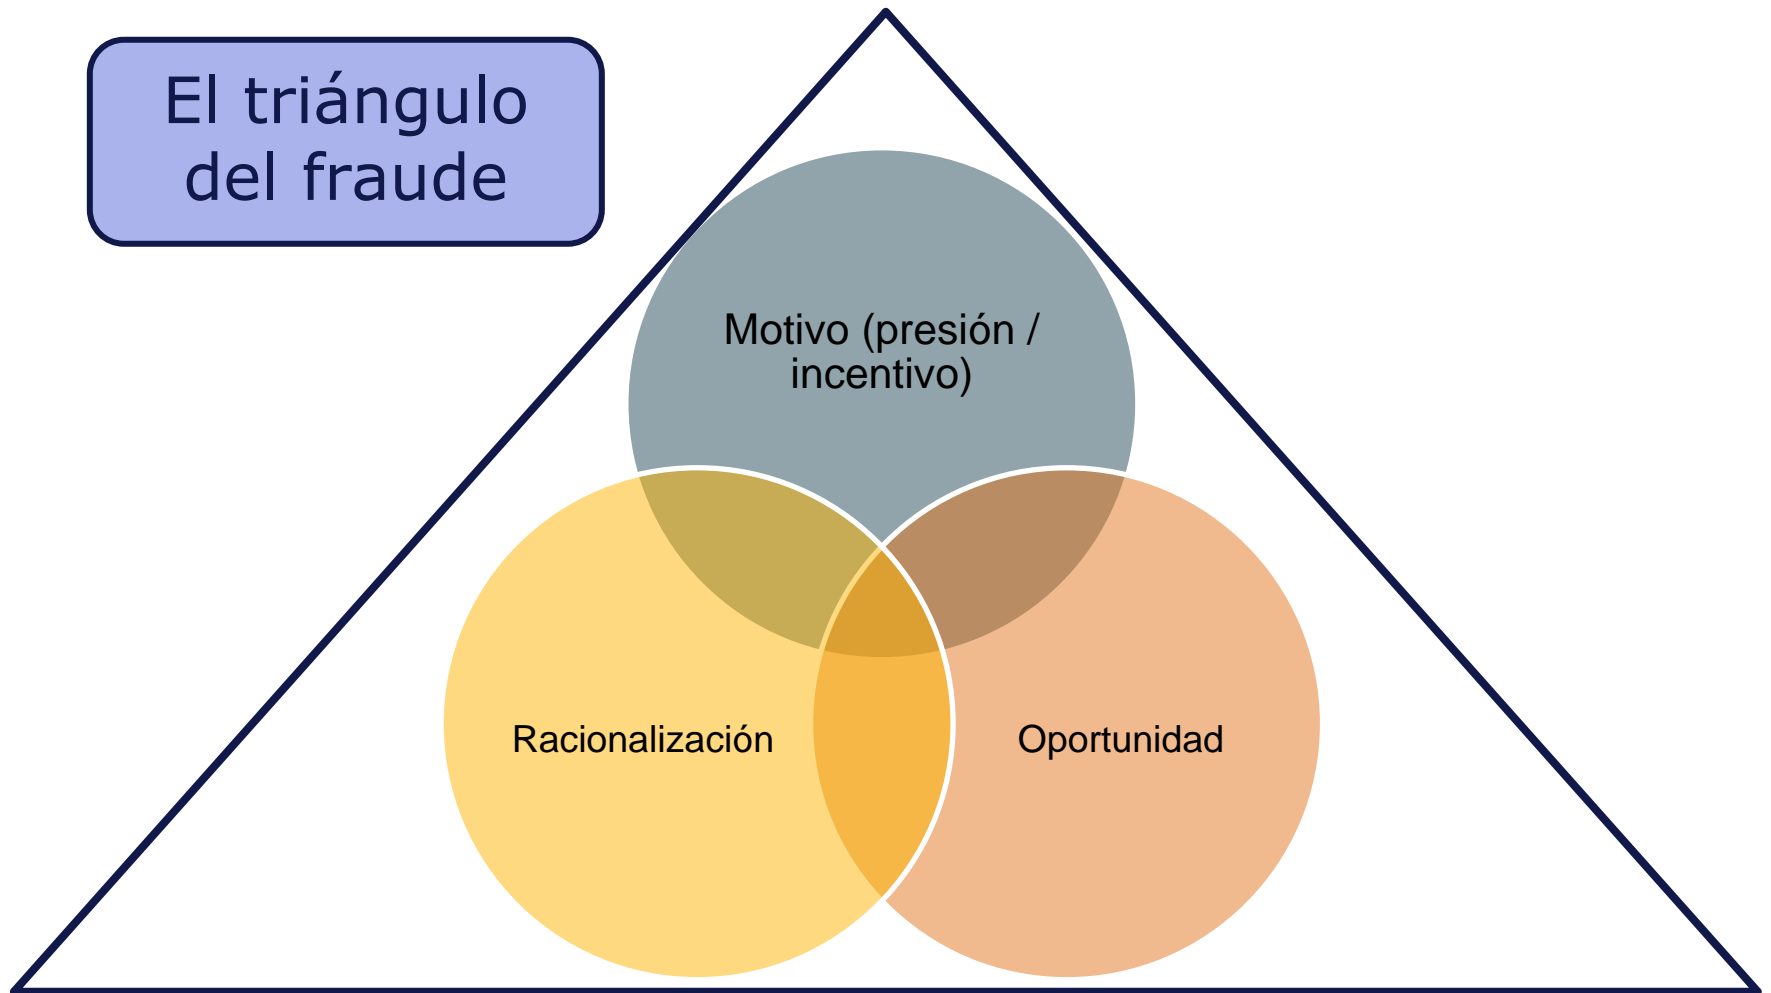 El triángulo
del fraude
Motivo (presión /
incentivo)
Racionalización
Oportunidad